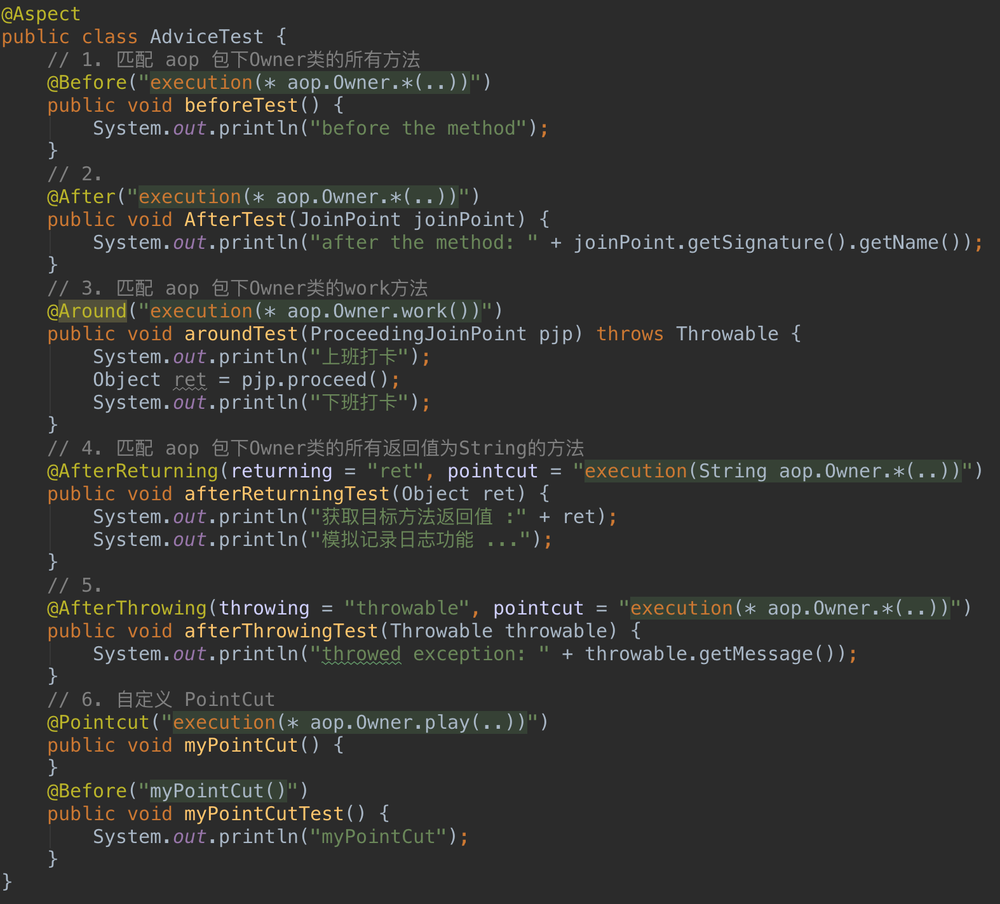 @Aspect
public class AdviceTest {
    // 1. 匹配 aop 包下Owner类的所有方法
    @Before("execution(* aop.Owner.*(..))")
    public void beforeTest() {
        System.out.println("before the method");
    }
    // 2.
    @After("execution(* aop.Owner.*(..))")
    public void AfterTest(JoinPoint joinPoint) {
        System.out.println("after the method: " + joinPoint.getSignature().getName());
    }
    // 3. 匹配 aop 包下Owner类的work方法
    @Around("execution(* aop.Owner.work())")
    public void aroundTest(ProceedingJoinPoint pjp) throws Throwable {
        System.out.println("上班打卡");
        Object ret = pjp.proceed();
        System.out.println("下班打卡");
    }
    // 4. 匹配 aop 包下Owner类的所有返回值为String的方法
    @AfterReturning(returning = "ret", pointcut = "execution(String aop.Owner.*(..))")
    public void afterReturningTest(Object ret) {
        System.out.println("获取目标方法返回值 :" + ret);
        System.out.println("模拟记录日志功能 ...");
    }
    // 5.
    @AfterThrowing(throwing = "throwable", pointcut = "execution(* aop.Owner.*(..))")
    public void afterThrowingTest(Throwable throwable) {
        System.out.println("throwed exception: " + throwable.getMessage());
    }
    // 6. 自定义 PointCut
    @Pointcut("execution(* aop.Owner.play(..))")
    public void myPointCut() {
    }
    @Before("myPointCut()")
    public void myPointCutTest() {
        System.out.println("myPointCut");
    }
}